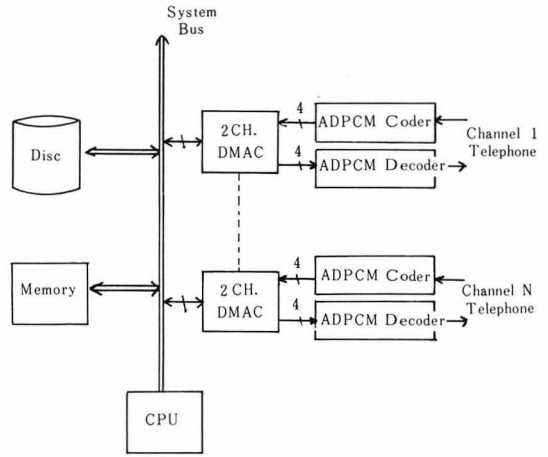 System
Bus
Disc
2CH.
DMAC
4
ADPCM Coder
4
ADPCM Decoder
Channel 1
Telephone
Memory
2CH.
DMAC
4
ADPCM Coder
4
ADPCM Decoder
Channel N
Telephone
CPU